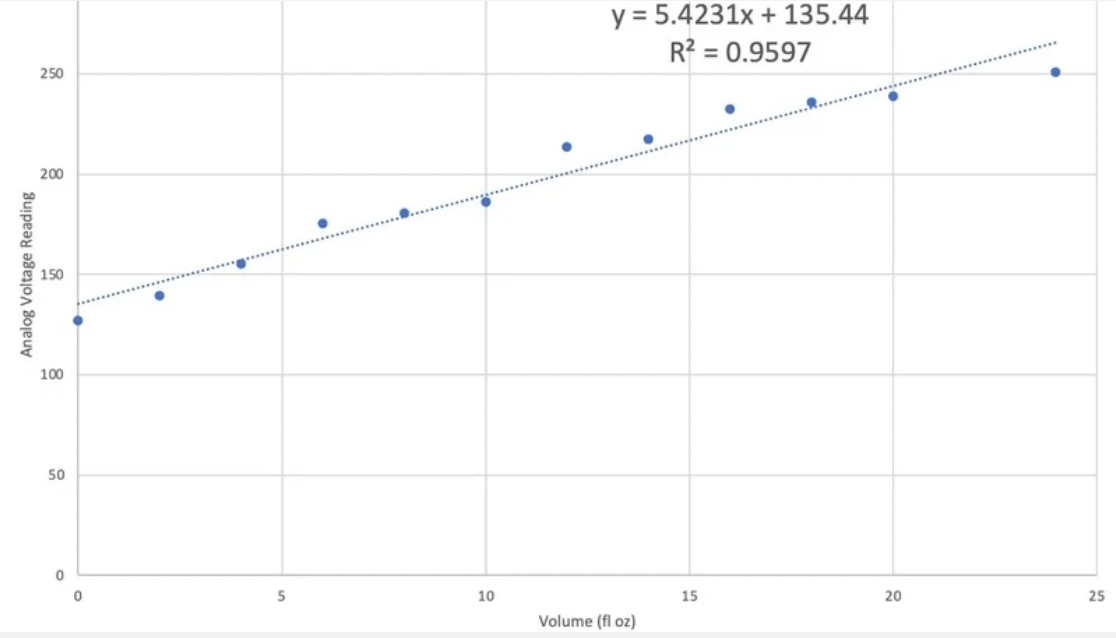 y = 5.4231x + 135.44
R² = 0.9597
250
200
150
100
50
0
Analog Voltage Reading
0 5 10 15 20 25
Volume (fl oz)